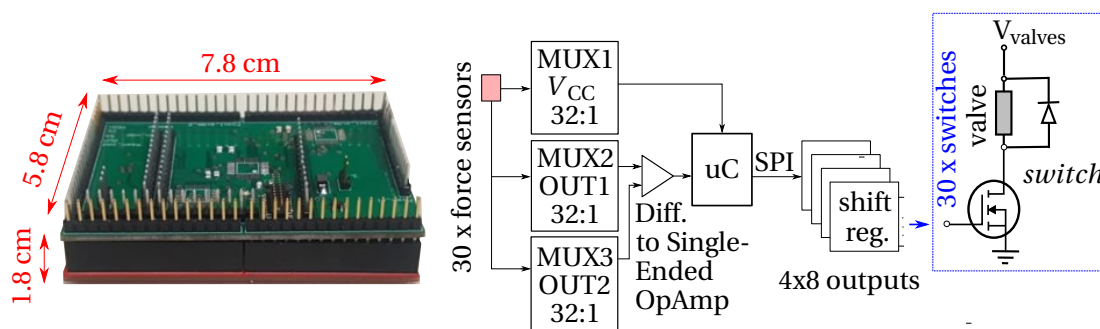 7.8 cm
5.8 cm
1.8 cm
30 x force sensors
MUX1
V_CC
32:1
MUX2
OUT1
32:1
MUX3
OUT2
32:1
Diff.
to Single-
Ended
OpAmp
uC
SPI
shift
reg.
4x8 outputs
30 x switches
V_valves
valve
switch